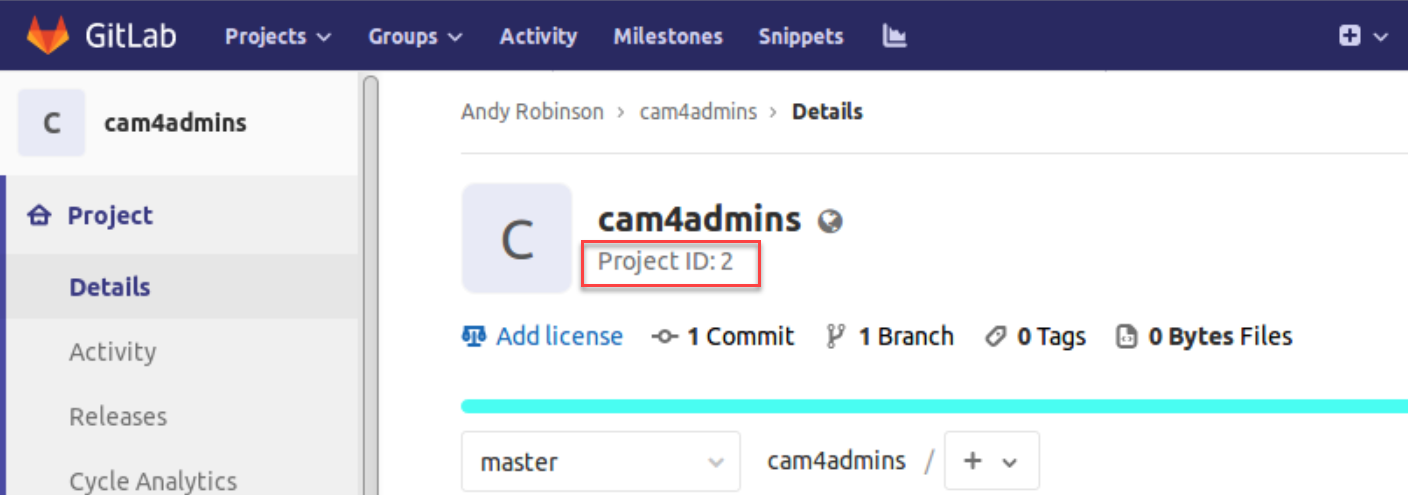 GitLab Projects Groups Activity Milestones Snippets
C cam4admins
Project
Details
Activity
Releases
Cycle Analytics
Andy Robinson > cam4admins > Details
C
cam4admins
Project ID: 2
Add license 1 Commit 1 Branch 0 Tags 0 Bytes Files
master cam4admins / +